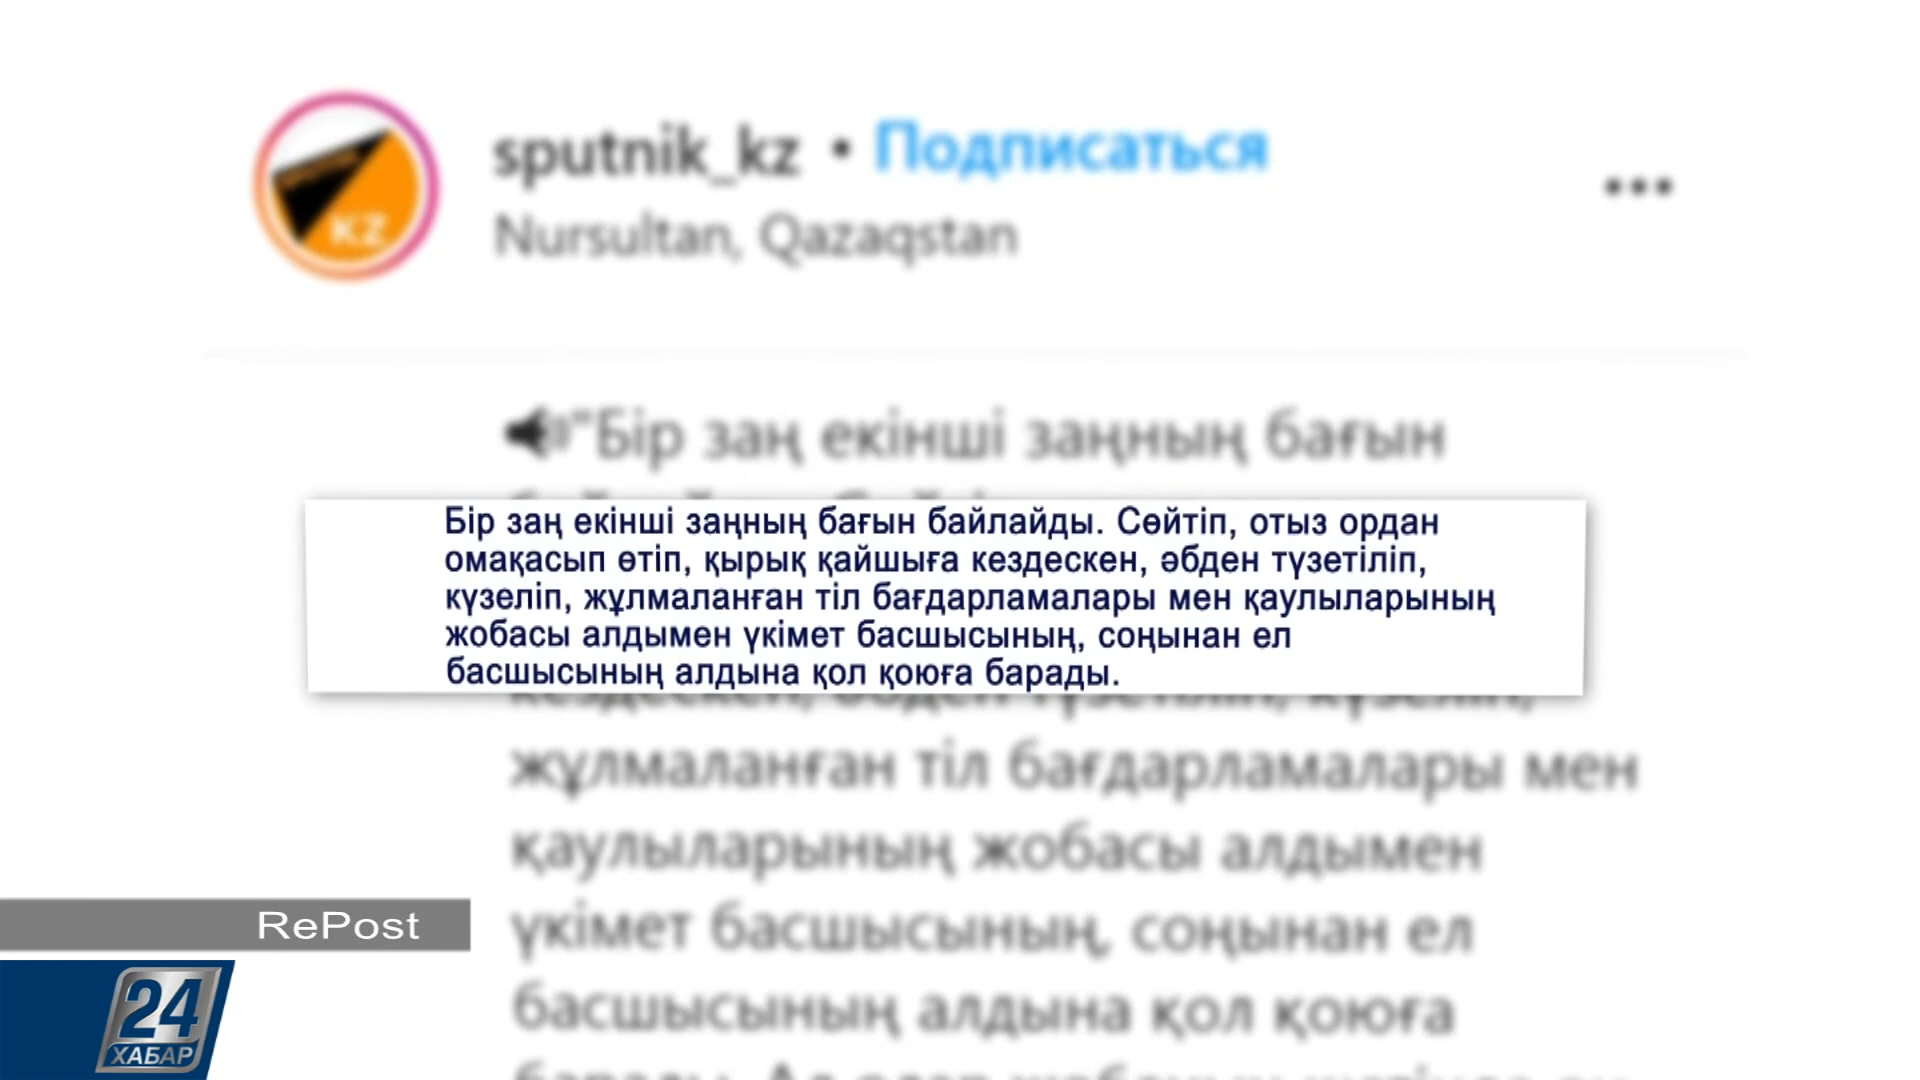 sputnik_kz • Подписаться
Nursultan, Qazaqstan
KZ
"Бір заң екінші заңның бағын
Бір заң екінші заңның бағын байлайды. Сөйтіп, отыз ордан
омақасып өтіп, қырық қайшыға кездескен, әбден түзетіліп,
күзеліп, жұлмаланған тіл бағдарламалары мен қаулыларының
жобасы алдымен үкімет басшысының, соңынан ел
басшысының алдына қол қоюға барады.
жұлмаланған тіл бағдарламалары мен
қаулыларының жобасы алдымен
үкімет басшысының, соңынан ел
басшысының алдына қол қоюға
RePost
24
ХАБАР